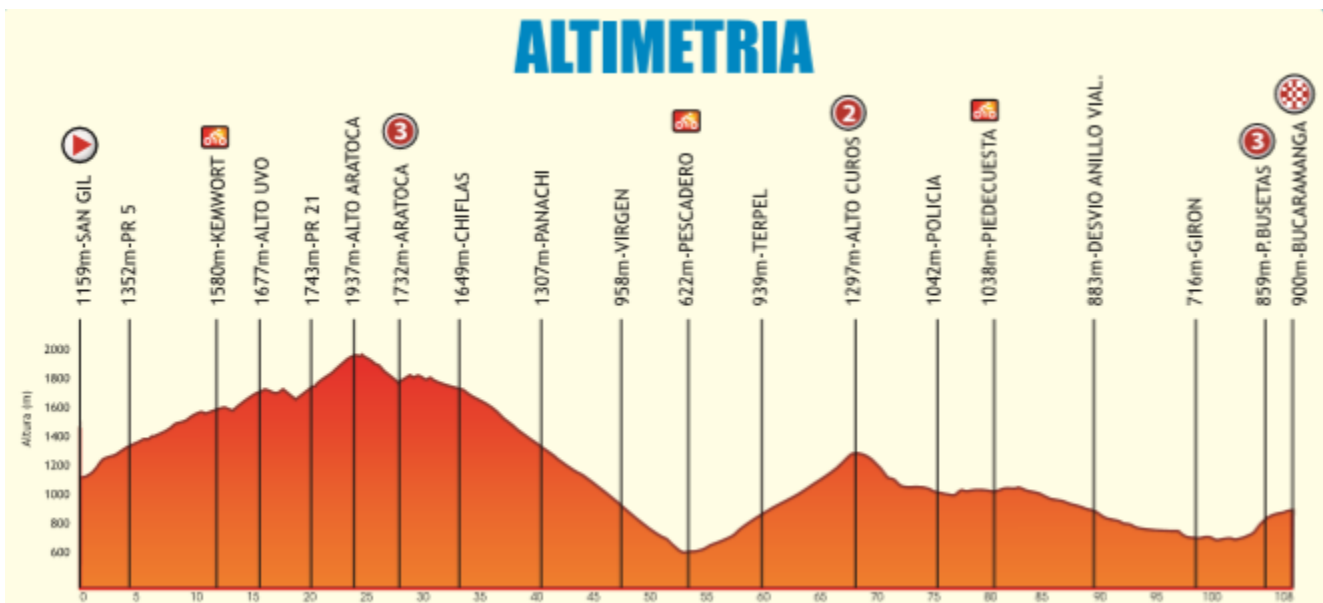 ALTIMETRIA
1159m-SAN GIL
1352m-PR 5
1580m-KEMWORT
1677m-ALTO UVO
1743m-PR 21
1937m-ALTO ARATOCA
3
1732m-ARATOCA
1649m-CHIFLAS
1307m-PANACHI
958m-VIRGEN
622m-PESCADERO
939m-TERPEL
2
1297m-ALTO CUROS
1042m-POLICIA
1038m-PIEDECUESTA
883m-DESVIO ANILLO VIAL.
716m-GIRON
3
859m-P.BUSETAS
900m-BUCARAMANGA
Altura (m)
2000
1800
1600
1400
1200
1000
800
600
0 5 10 15 20 25 30 35 40 45 50 55 60 65 70 75 80 85 90 95 100 108